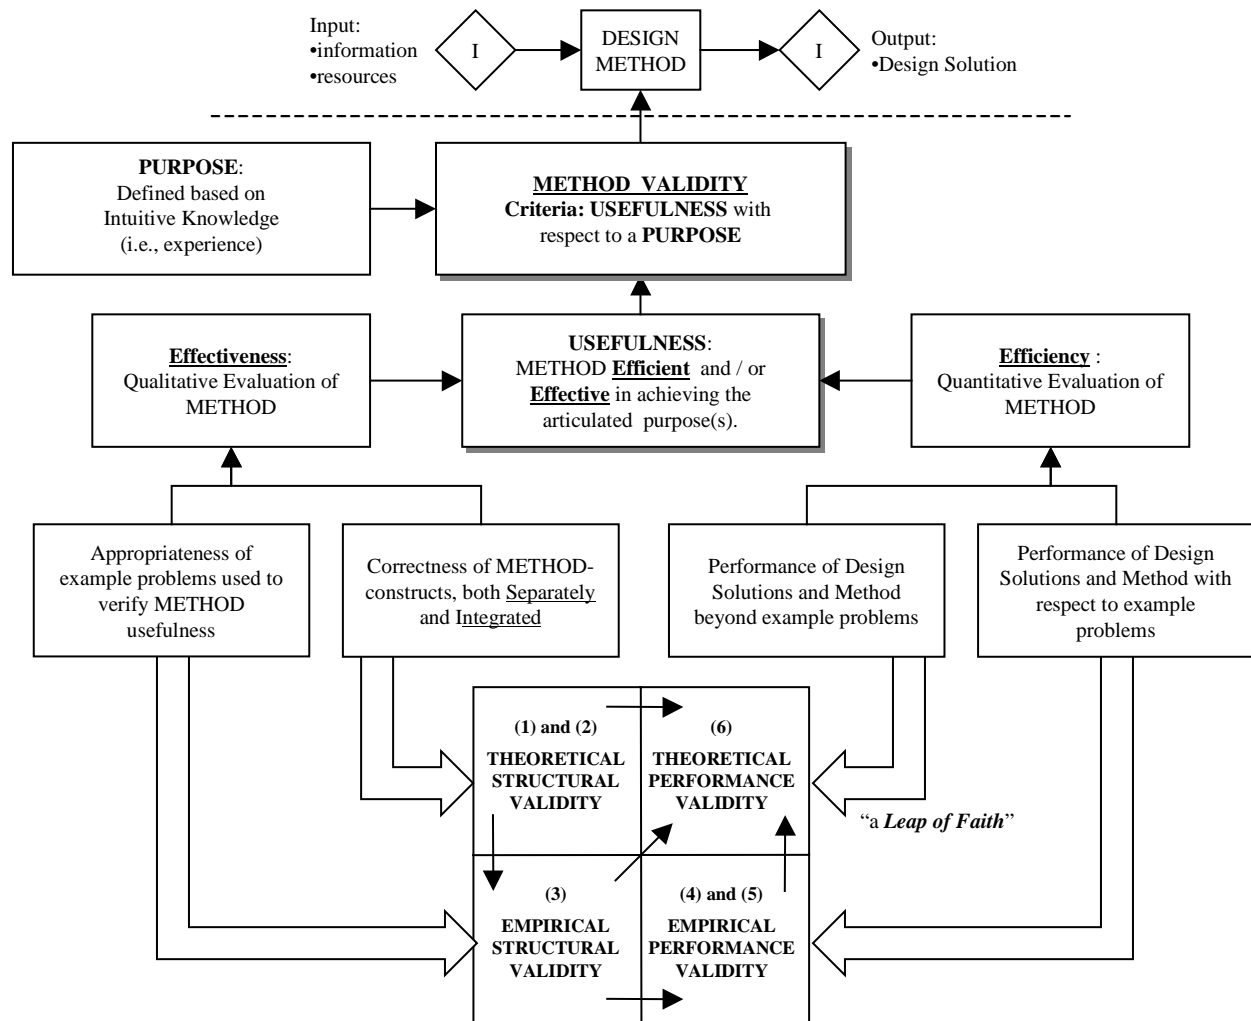 Input:
•information
•resources
I
DESIGN
METHOD
I
Output:
•Design Solution
PURPOSE:
Defined based on
Intuitive Knowledge
(i.e., experience)
METHOD VALIDITY
Criteria: USEFULNESS with
respect to a PURPOSE
Effectiveness:
Qualitative Evaluation of
METHOD
USEFULNESS:
METHOD Efficient and / or
Effective in achieving the
articulated purpose(s).
Efficiency :
Quantitative Evaluation of
METHOD
Appropriateness of
example problems used to
verify METHOD
usefulness
Correctness of METHOD-
constructs, both Separately
and Integrated
Performance of Design
Solutions and Method
beyond example problems
Performance of Design
Solutions and Method with
respect to example
problems
(1) and (2)
THEORETICAL
STRUCTURAL
VALIDITY
(6)
THEORETICAL
PERFORMANCE
VALIDITY
“a Leap of Faith”
(3)
EMPIRICAL
STRUCTURAL
VALIDITY
(4) and (5)
EMPIRICAL
PERFORMANCE
VALIDITY